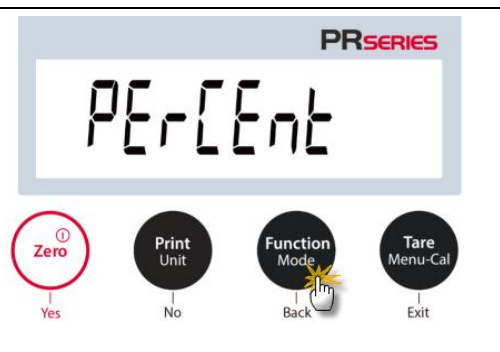 PRSERIES
PErCEnt
Zero
Print
Unit
Function
Mode
Tare
Menu-Cal
Yes
No
Back
Exit